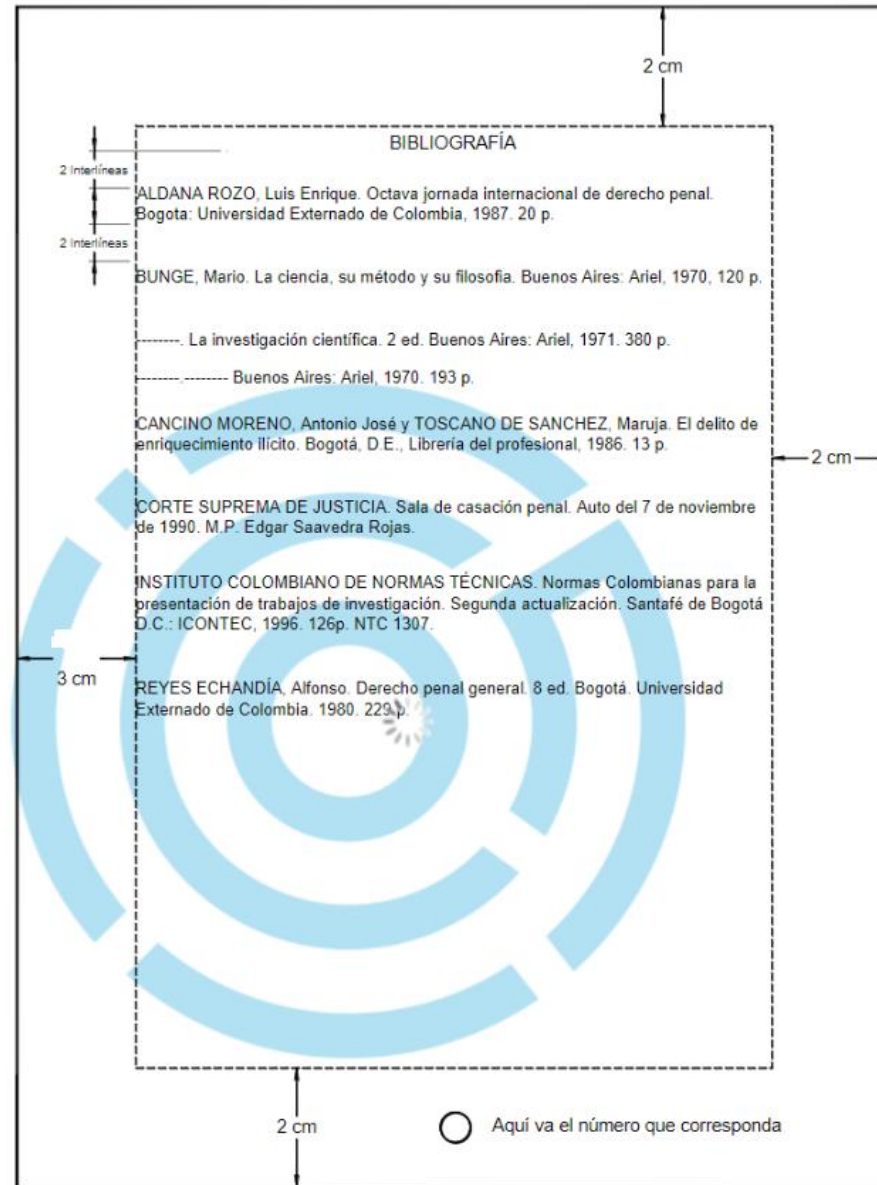 2 cm
BIBLIOGRAFÍA
2 Interlíneas
ALDANA ROZO, Luis Enrique. Octava jornada internacional de derecho penal.
Bogota: Universidad Externado de Colombia, 1987. 20 p.
2 Interlíneas
BUNGE, Mario. La ciencia, su método y su filosofia. Buenos Aires: Ariel, 1970, 120 p.
--------. La investigación científica. 2 ed. Buenos Aires: Ariel, 1971. 380 p.
--------.-------- Buenos Aires: Ariel, 1970. 193 p.
CANCINO MORENO, Antonio José y TOSCANO DE SANCHEZ, Maruja. El delito de
enriquecimiento ilícito. Bogotá, D.E., Librería del profesional, 1986. 13 p.
2 cm
CORTE SUPREMA DE JUSTICIA. Sala de casación penal. Auto del 7 de noviembre
de 1990. M.P. Edgar Saavedra Rojas.
INSTITUTO COLOMBIANO DE NORMAS TÉCNICAS. Normas Colombianas para la
presentación de trabajos de investigación. Segunda actualización. Santafé de Bogotá
D.C.: ICONTEC, 1996. 126p. NTC 1307.
3 cm
REYES ECHANDÍA, Alfonso. Derecho penal general. 8 ed. Bogotá. Universidad
Externado de Colombia. 1980. 229 p.
2 cm
Aquí va el número que corresponda